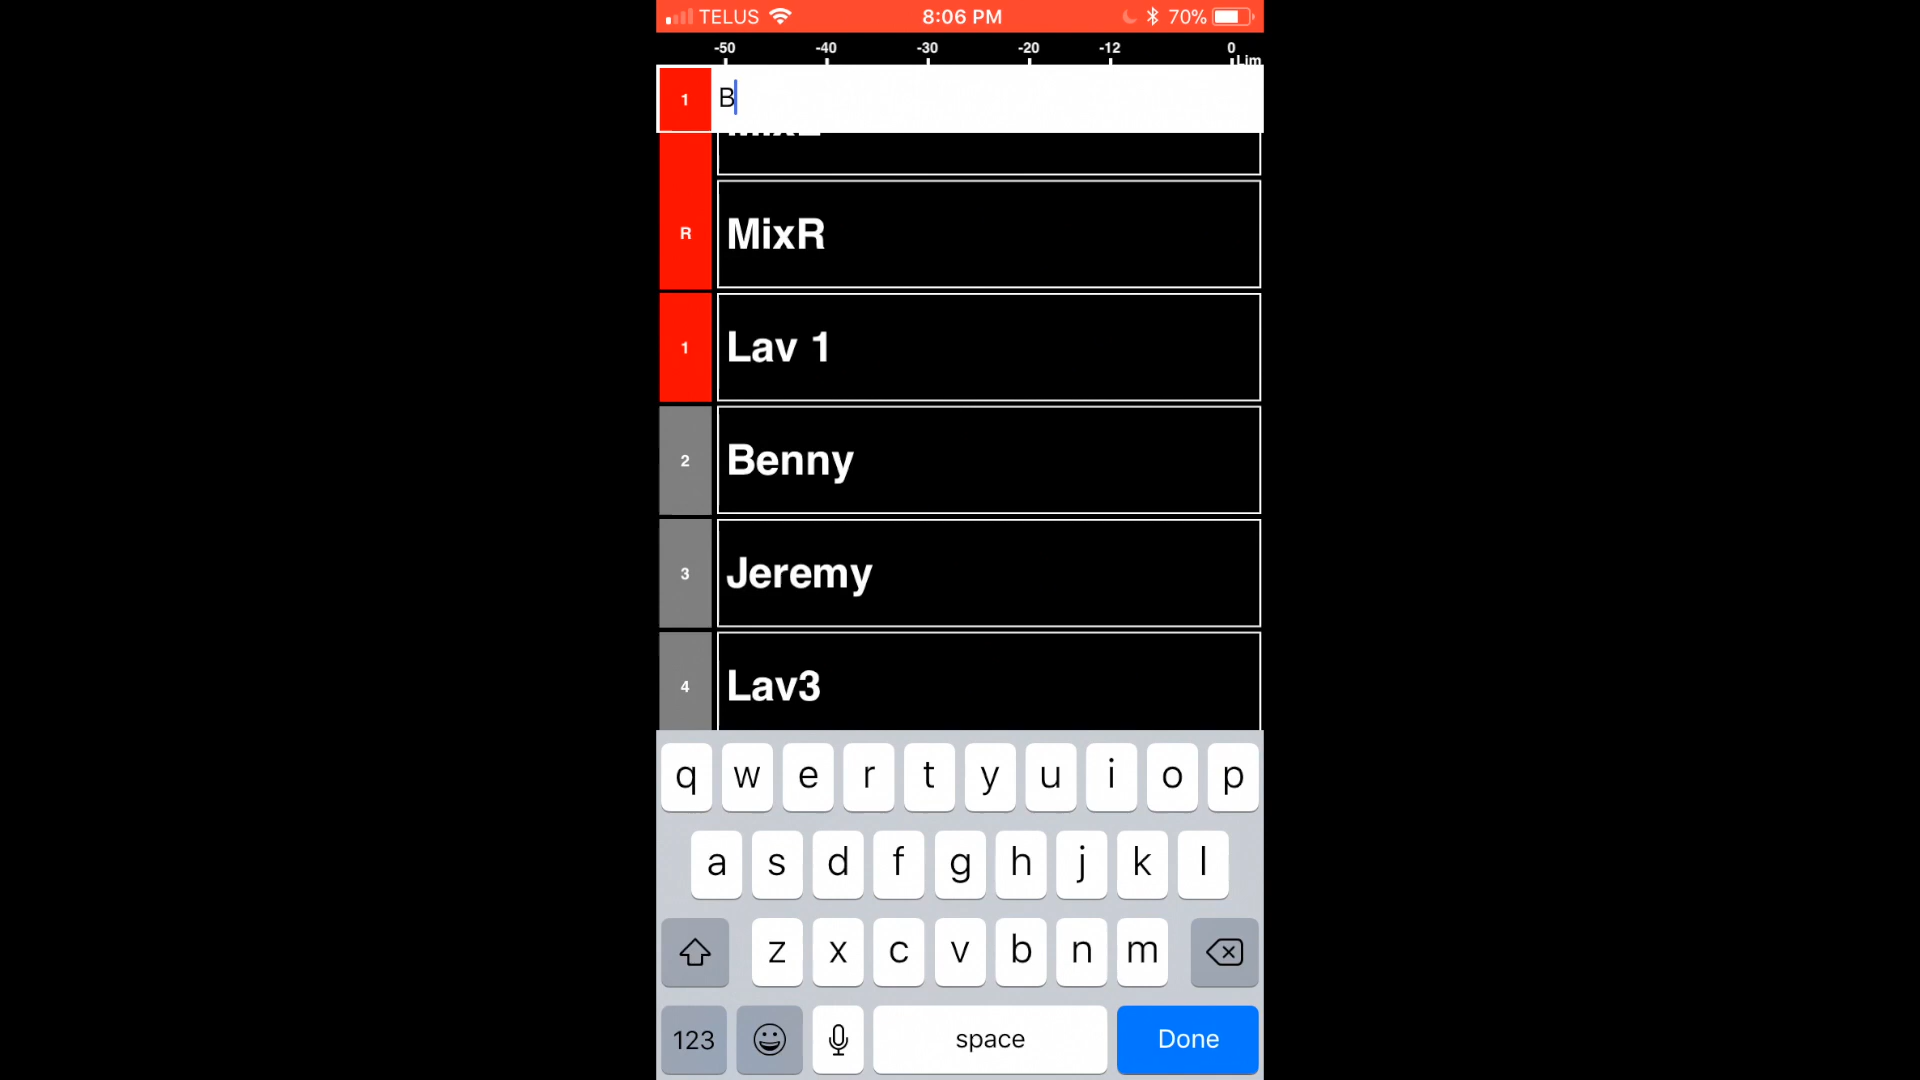 TELUS 8:06 PM 70%
-50 -40 -30 -20 -12 0
Lim
1 B
R MixR
1 Lav 1
2 Benny
3 Jeremy
4 Lav3
q w e r t y u i o p
a s d f g h j k l
z x c v b n m
123 space Done